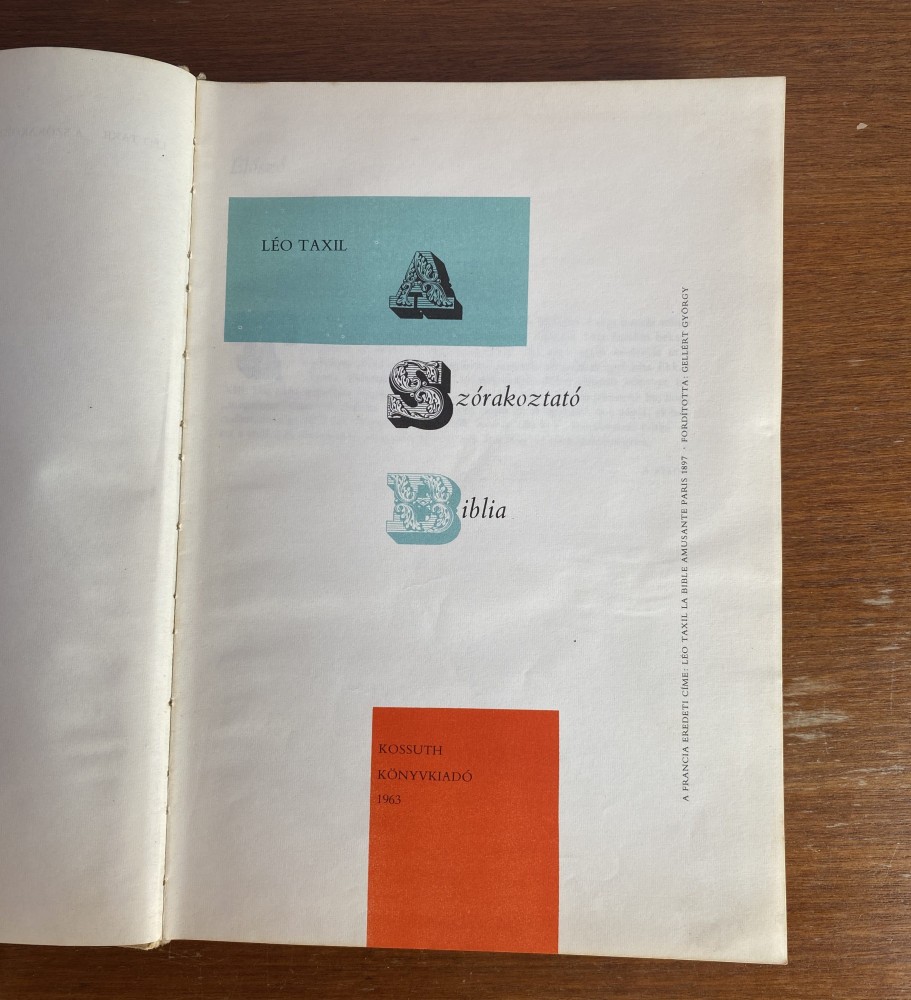 LÉO TAXIL
A
Szórakoztató
Biblia
KOSSUTH
KÖNYVKIADÓ
1963
A FRANCIA EREDETI CÍME: LÉO TAXIL LA BIBLE AMUSANTE PARIS 1897 · FORDÍTOTTA: GELLÉRT GYÖRGY